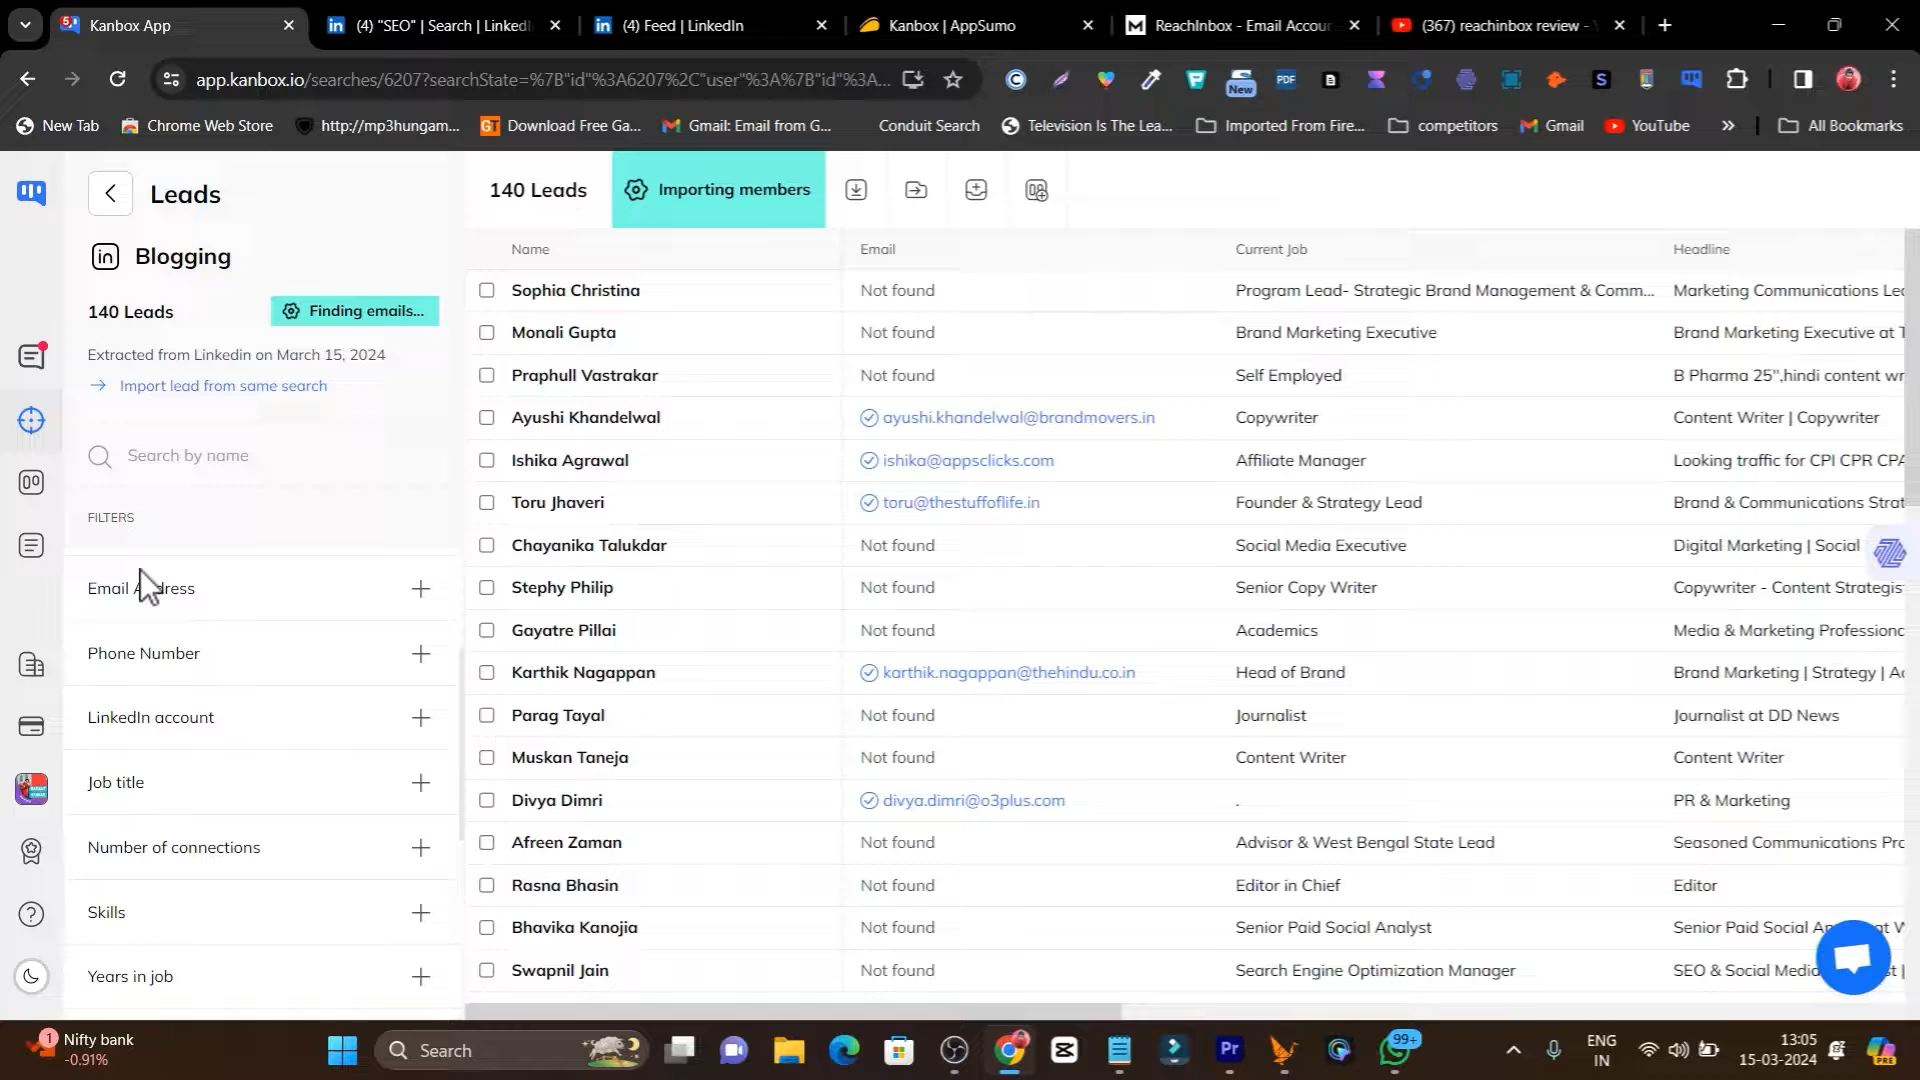 5
Kanbox App
(4) "SEO" | Search | LinkedI
(4) Feed | LinkedIn
Kanbox | AppSumo
ReachInbox - Email Accou
(367) reachinbox review -
app.kanbox.io/searches/6207?searchState=%7B"id"%3A6207%2C"user"%3A%7B"id"%3A...
New
PDF
New Tab
Chrome Web Store
http://mp3hungam...
GT
Download Free Ga...
Gmail: Email from G...
Conduit Search
Television Is The Lea...
Imported From Fire...
competitors
Gmail
YouTube
All Bookmarks
Leads
Blogging
140 Leads
Finding emails...
Extracted from Linkedin on March 15, 2024
Import lead from same search
Search by name
FILTERS
Email Address
Phone Number
LinkedIn account
Job title
Number of connections
Skills
Years in job
140 Leads
Importing members
Name Email Current Job Headline
Sophia Christina Not found Program Lead- Strategic Brand Management & Comm... Marketing Communications Lea
Monali Gupta Not found Brand Marketing Executive Brand Marketing Executive at T
Praphull Vastrakar Not found Self Employed B Pharma 25",hindi content wr
Ayushi Khandelwal ayushi.khandelwal@brandmovers.in Copywriter Content Writer | Copywriter
Ishika Agrawal ishika@appsclicks.com Affiliate Manager Looking traffic for CPI CPR CPA
Toru Jhaveri toru@thestuffoflife.in Founder & Strategy Lead Brand & Communications Strat
Chayanika Talukdar Not found Social Media Executive Digital Marketing | Social
Stephy Philip Not found Senior Copy Writer Copywriter - Content Strategis
Gayatre Pillai Not found Academics Media & Marketing Professiona
Karthik Nagappan karthik.nagappan@thehindu.co.in Head of Brand Brand Marketing | Strategy | Ac
Parag Tayal Not found Journalist Journalist at DD News
Muskan Taneja Not found Content Writer Content Writer
Divya Dimri divya.dimri@o3plus.com . PR & Marketing
Afreen Zaman Not found Advisor & West Bengal State Lead Seasoned Communications Pro
Rasna Bhasin Not found Editor in Chief Editor
Bhavika Kanojia Not found Senior Paid Social Analyst Senior Paid Social An at W
Swapnil Jain Not found Search Engine Optimization Manager SEO & Social Media st |
1
Nifty bank
-0.91%
Search
Pr
99+
ENG
IN
13:05
15-03-2024
PRE